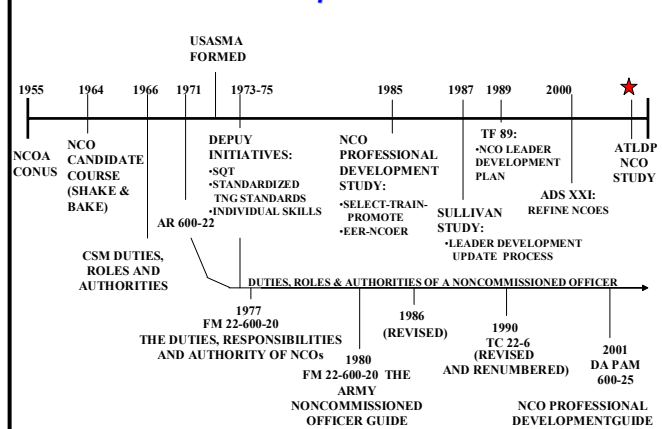 USASMA
FORMED
1955 1964 1966 1971 1973-75 1985 1987 1989 2000
NCOA
CONUS
NCO
CANDIDATE
COURSE
(SHAKE &
BAKE)
CSM DUTIES,
ROLES AND
AUTHORITIES
AR 600-22
DEPUY
INITIATIVES:
•SQT
•STANDARDIZED
TNG STANDARDS
•INDIVIDUAL SKILLS
NCO
PROFESSIONAL
DEVELOPMENT
STUDY:
•SELECT-TRAIN-
PROMOTE
•EER-NCOER
SULLIVAN
STUDY:
•LEADER DEVELOPMENT
UPDATE PROCESS
TF 89:
•NCO LEADER
DEVELOPMENT
PLAN
ADS XXI:
REFINE NCOES
ATLDP
NCO
STUDY
DUTIES, ROLES & AUTHORITIES OF A NONCOMMISSIONED OFFICER
1977
FM 22-600-20
THE DUTIES, RESPONSIBILITIES
AND AUTHORITY OF NCOs
1980
FM 22-600-20 THE
ARMY
NONCOMMISSIONED
OFFICER GUIDE
1986
(REVISED)
1990
TC 22-6
(REVISED
AND RENUMBERED)
2001
DA PAM
600-25
NCO PROFESSIONAL
DEVELOPMENTGUIDE